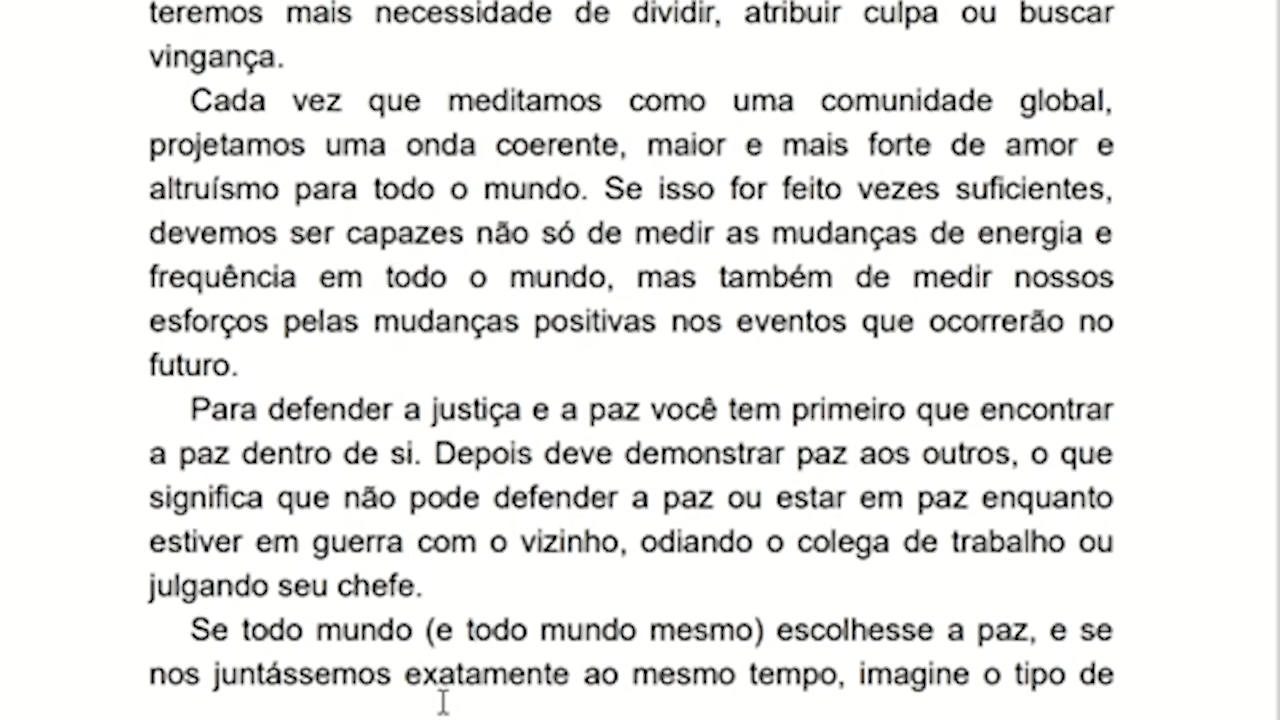 teremos mais necessidade de dividir, atribuir culpa ou buscar
vingança.
Cada vez que meditamos como uma comunidade global,
projetamos uma onda coerente, maior e mais forte de amor e
altruísmo para todo o mundo. Se isso for feito vezes suficientes,
devemos ser capazes não só de medir as mudanças de energia e
frequência em todo o mundo, mas também de medir nossos
esforços pelas mudanças positivas nos eventos que ocorrerão no
futuro.
Para defender a justiça e a paz você tem primeiro que encontrar
a paz dentro de si. Depois deve demonstrar paz aos outros, o que
significa que não pode defender a paz ou estar em paz enquanto
estiver em guerra com o vizinho, odiando o colega de trabalho ou
julgando seu chefe.
Se todo mundo (e todo mundo mesmo) escolhesse a paz, e se
nos juntássemos exatamente ao mesmo tempo, imagine o tipo de